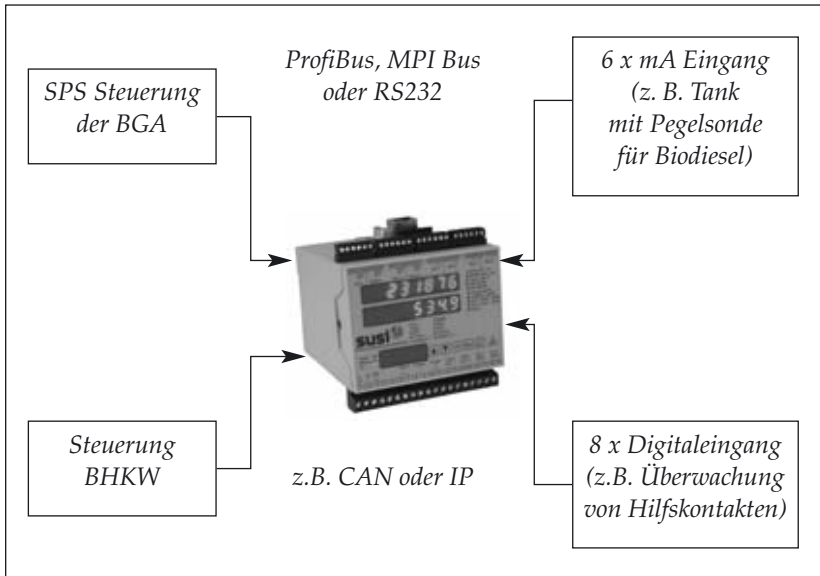 SPS Steuerung
der BGA
ProfiBus, MPI Bus
oder RS232
6 x mA Eingang
(z. B. Tank
mit Pegelsonde
für Biodiesel)
231876
5349
susi
Steuerung
BHKW
z.B. CAN oder IP
8 x Digitaleingang
(z.B. Überwachung
von Hilfskontakten)